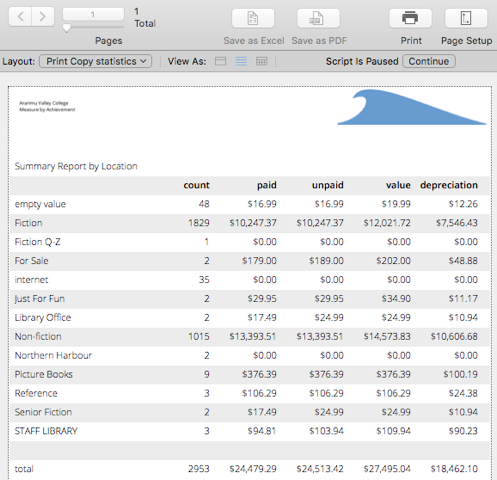 1
1
Total
Pages
Save as Excel Save as PDF Print Page Setup
Layout: Print Copy statistics View As: Script Is Paused Continue
Aranmu Valley College
Measure by Achievement
Summary Report by Location
count paid unpaid value depreciation
empty value 48 $16.99 $16.99 $19.99 $12.26
Fiction 1829 $10,247.37 $10,247.37 $12,021.72 $7,546.43
Fiction Q-Z 1 $0.00 $0.00 $0.00 $0.00
For Sale 2 $179.00 $189.00 $202.00 $48.88
internet 35 $0.00 $0.00 $0.00 $0.00
Just For Fun 2 $29.95 $29.95 $34.90 $11.17
Library Office 2 $17.49 $24.99 $24.99 $10.94
Non-fiction 1015 $13,393.51 $13,393.51 $14,573.83 $10,606.68
Northern Harbour 2 $0.00 $0.00 $0.00 $0.00
Picture Books 9 $376.39 $376.39 $376.39 $100.19
Reference 3 $106.29 $106.29 $106.29 $24.38
Senior Fiction 2 $17.49 $24.99 $24.99 $10.94
STAFF LIBRARY 3 $94.81 $103.94 $109.94 $90.23
total 2953 $24,479.29 $24,513.42 $27,495.04 $18,462.10